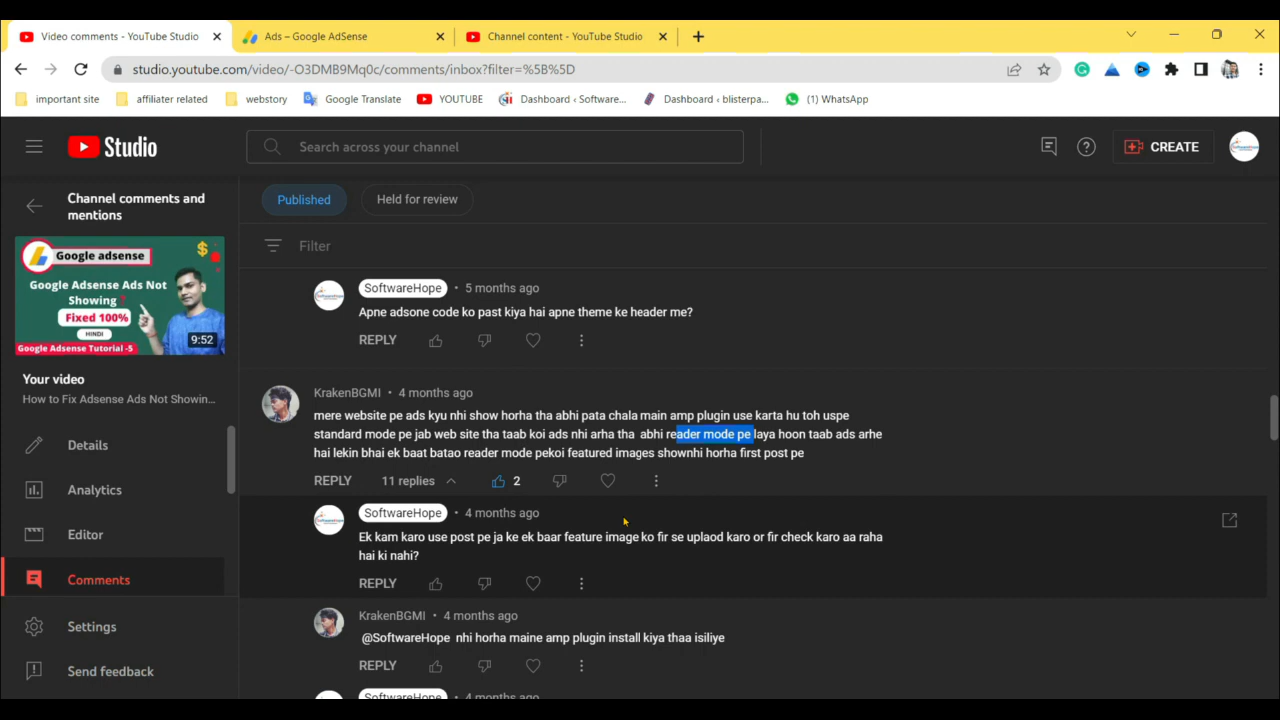 Video comments - YouTube Studio
Ads – Google AdSense
Channel content - YouTube Studio
studio.youtube.com/video/-O3DMB9Mq0c/comments/inbox?filter=%5B%5D
important site
affiliater related
webstory
Google Translate
YOUTUBE
Dashboard ‹ Software...
Dashboard ‹ blisterpa...
(1) WhatsApp
Studio
Search across your channel
CREATE
Channel comments and
mentions
Google adsense
Google Adsense Ads Not
Showing
Fixed 100%
HINDI
9:52
Google Adsense Tutorial -5
Your video
How to Fix Adsense Ads Not Showin...
Details
Analytics
Editor
Comments
Settings
Send feedback
Published
Held for review
Filter
SoftwareHope • 5 months ago
Apne adsone code ko past kiya hai apne theme ke header me?
REPLY
KrakenBGMI • 4 months ago
mere website pe ads kyu nhi show horha tha abhi pata chala main amp plugin use karta hu toh uspe
standard mode pe jab web site tha taab koi ads nhi arha tha abhi reader mode pe laya hoon taab ads arhe
hai lekin bhai ek baat batao reader mode pekoi featured images shownhi horha first post pe
REPLY 11 replies 2
SoftwareHope • 4 months ago
Ek kam karo use post pe ja ke ek baar feature image ko fir se uplaod karo or fir check karo aa raha
hai ki nahi?
REPLY
KrakenBGMI • 4 months ago
@SoftwareHope nhi horha maine amp plugin install kiya thaa isiliye
REPLY
SoftwareHope • 4 months ago